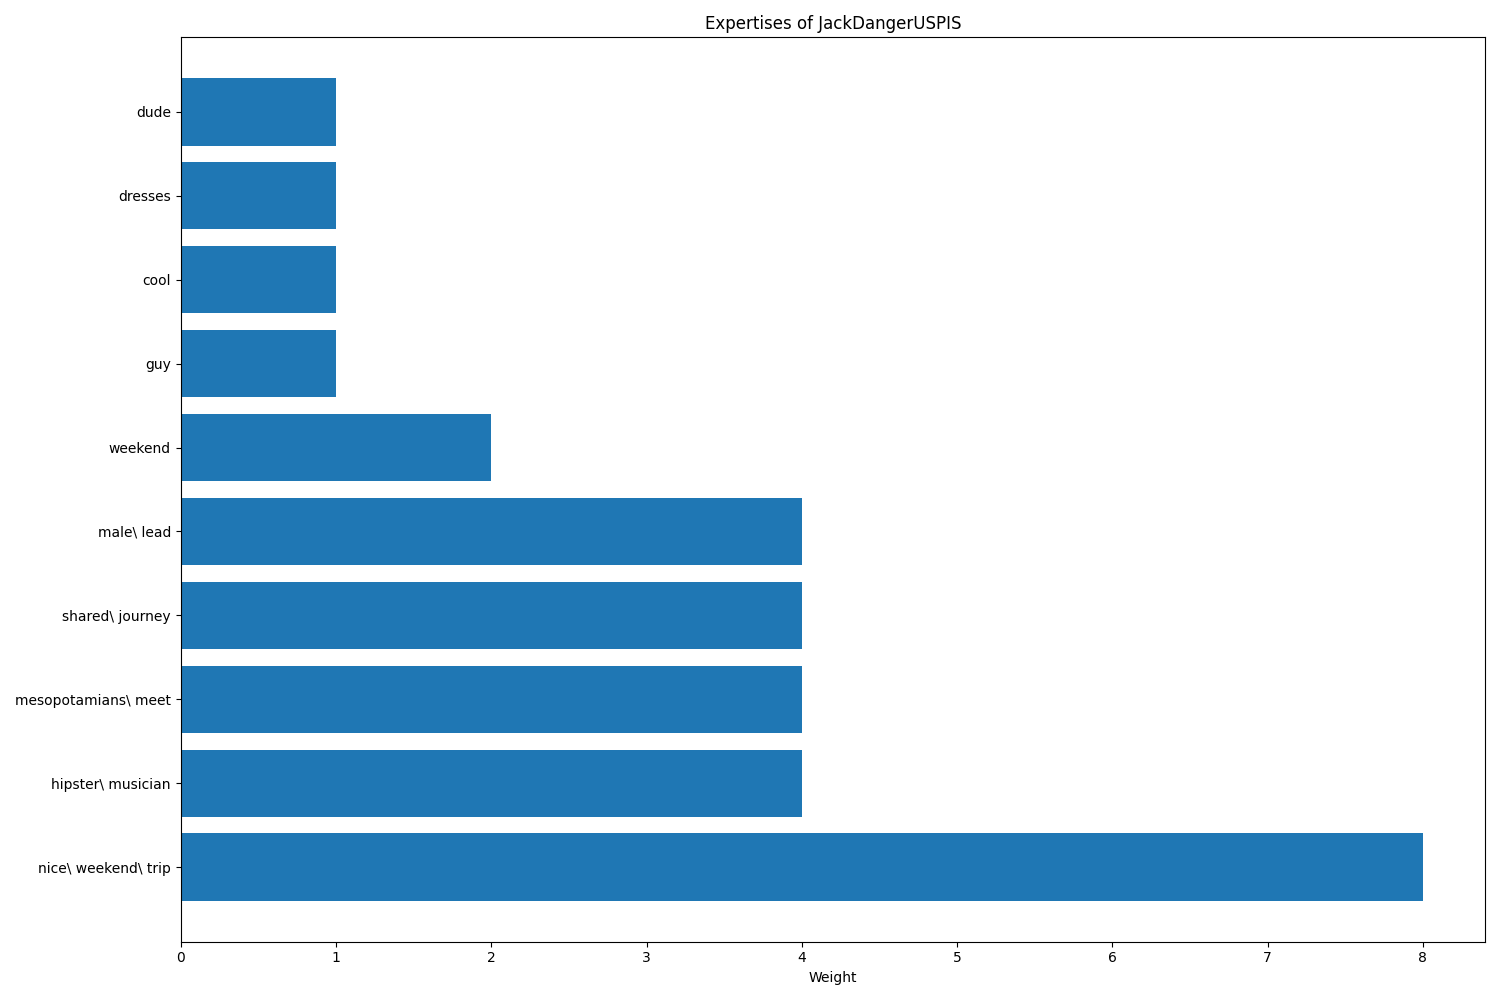 Expertises of JackDangerUSPIS
dude
dresses
cool
guy
weekend
male\ lead
shared\ journey
mesopotamians\ meet
hipster\ musician
nice\ weekend\ trip
0 1 2 3 4 5 6 7 8
Weight